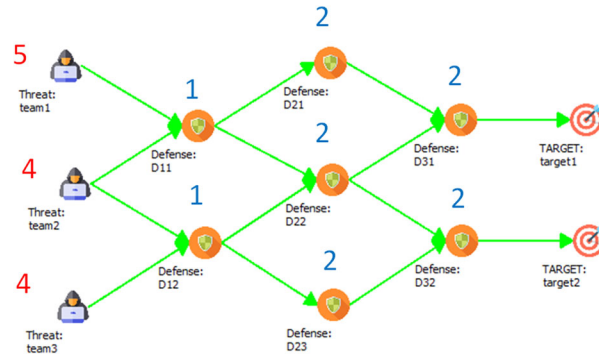 5
Threat:
team1
4
Threat:
team2
4
Threat:
team3
1
Defense:
D11
1
Defense:
D12
2
Defense:
D21
2
Defense:
D22
2
Defense:
D23
2
Defense:
D31
2
Defense:
D32
TARGET:
target1
TARGET:
target2